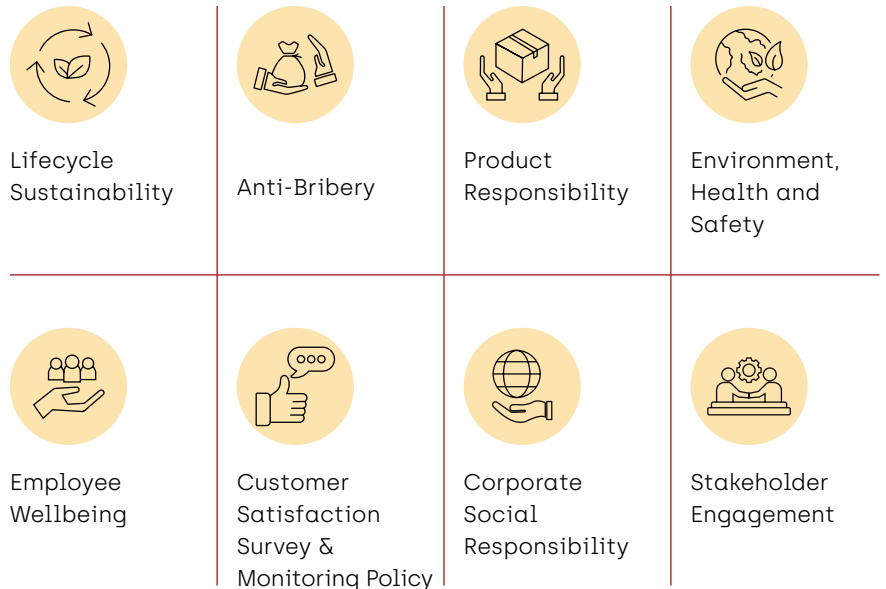 Lifecycle
Sustainability
Anti-Bribery
Product
Responsibility
Environment,
Health and
Safety
Employee
Wellbeing
Customer
Satisfaction
Survey &
Monitoring Policy
Corporate
Social
Responsibility
Stakeholder
Engagement